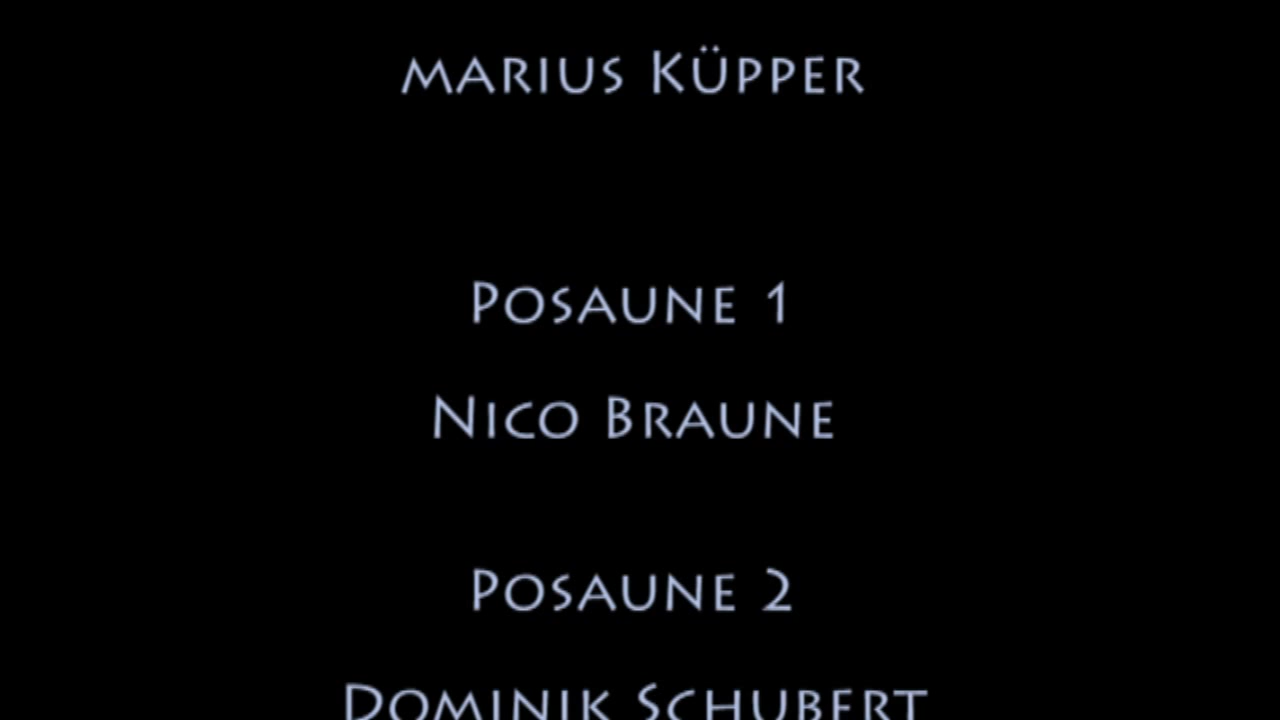 Marius Küpper
Posaune 1
Nico Braune
Posaune 2
Dominik Schubert